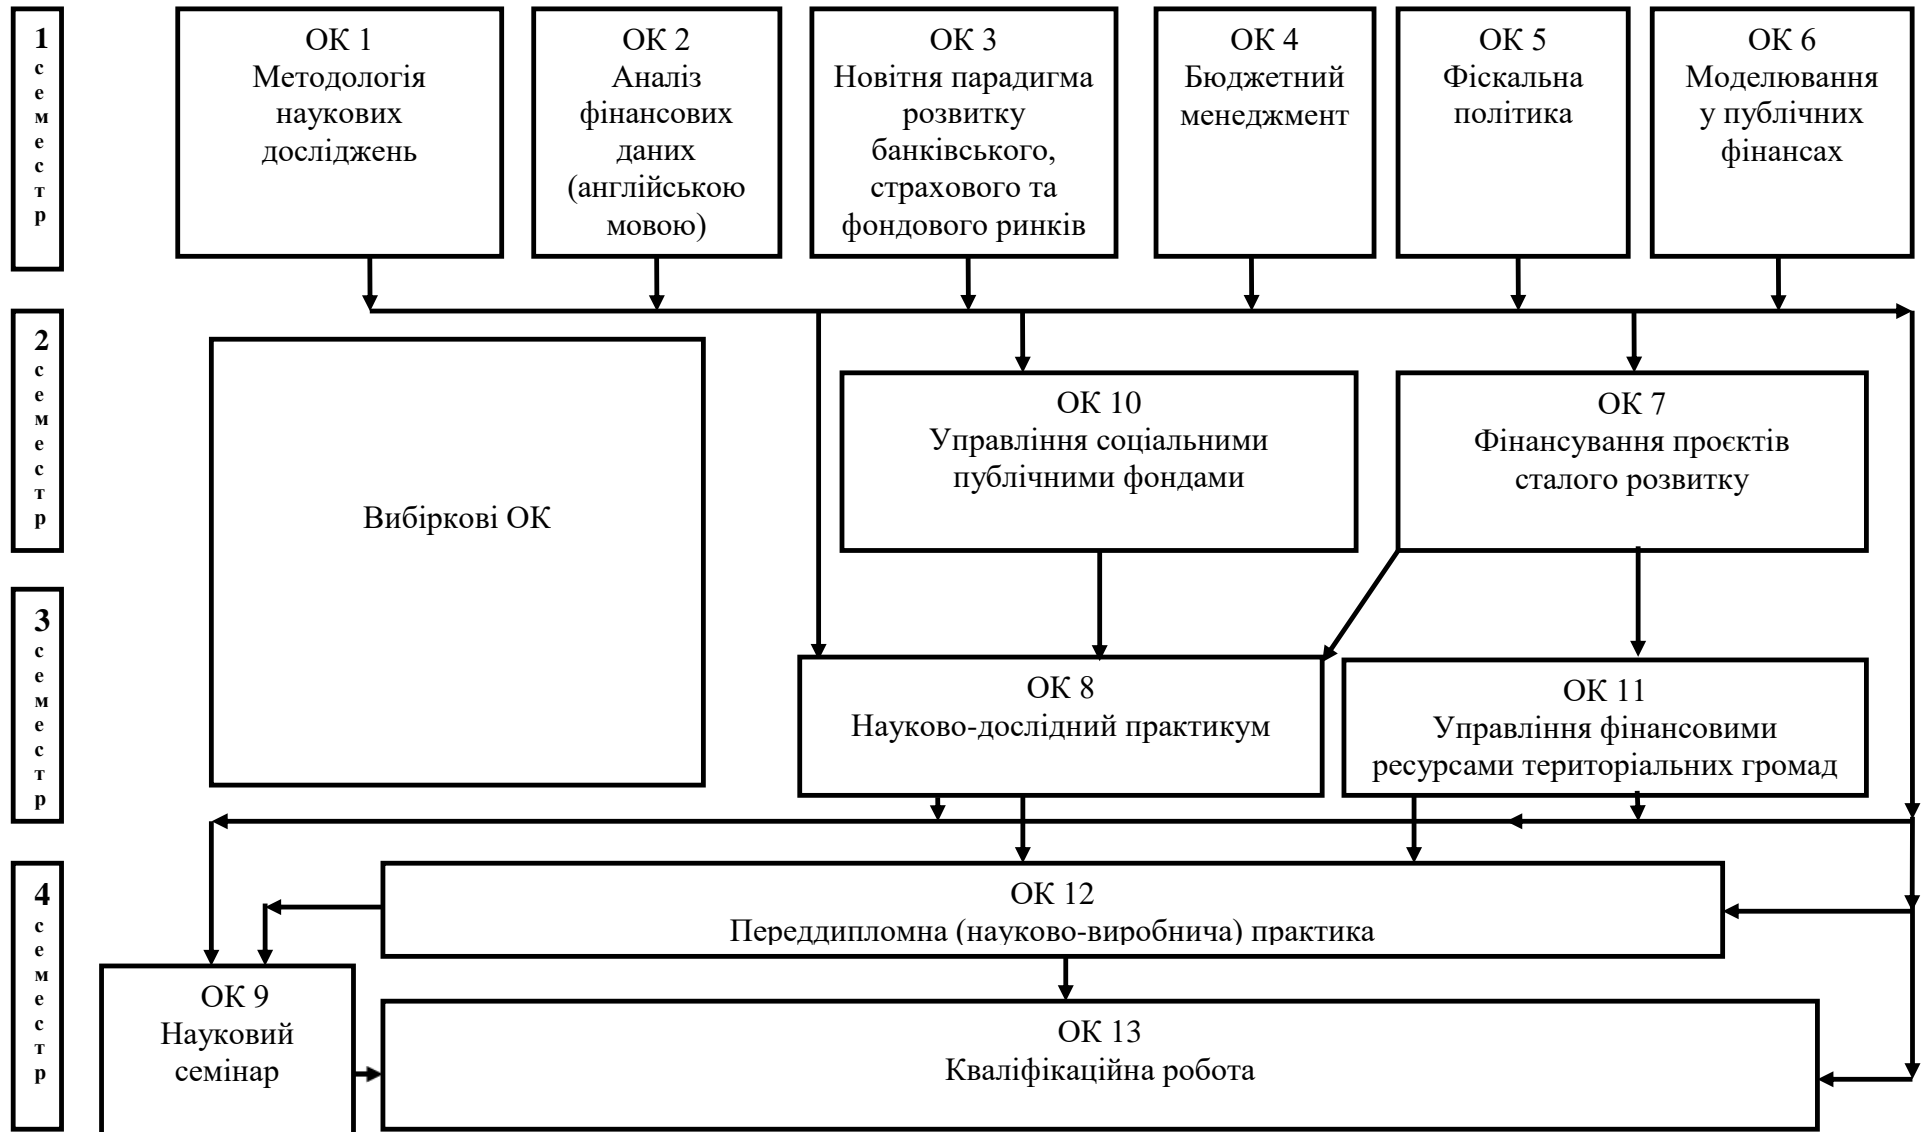 1
с
е
м
е
с
т
р
ОК 1
Методологія
наукових
досліджень
ОК 2
Аналіз
фінансових
даних
(англійською
мовою)
ОК 3
Новітня парадигма
розвитку
банківського,
страхового та
фондового ринків
ОК 4
Бюджетний
менеджмент
ОК 5
Фіскальна
політика
ОК 6
Моделювання
у публічних
фінансах
2
с
е
м
е
с
т
р
Вибіркові ОК
ОК 10
Управління соціальними
публічними фондами
ОК 7
Фінансування проєктів
сталого розвитку
3
с
е
м
е
с
т
р
ОК 8
Науково-дослідний практикум
ОК 11
Управління фінансовими
ресурсами територіальних громад
4
с
е
м
е
с
т
р
ОК 12
Переддипломна (науково-виробнича) практика
ОК 9
Науковий
семінар
ОК 13
Кваліфікаційна робота